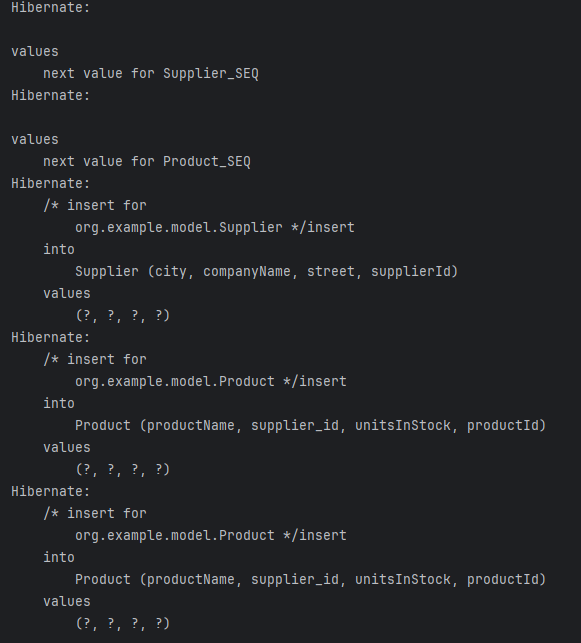 Hibernate:
values
    next value for Supplier_SEQ
Hibernate:
values
    next value for Product_SEQ
Hibernate:
    /* insert for
        org.example.model.Supplier */insert
    into
        Supplier (city, companyName, street, supplierId)
    values
        (?, ?, ?, ?)
Hibernate:
    /* insert for
        org.example.model.Product */insert
    into
        Product (productName, supplier_id, unitsInStock, productId)
    values
        (?, ?, ?, ?)
Hibernate:
    /* insert for
        org.example.model.Product */insert
    into
        Product (productName, supplier_id, unitsInStock, productId)
    values
        (?, ?, ?, ?)